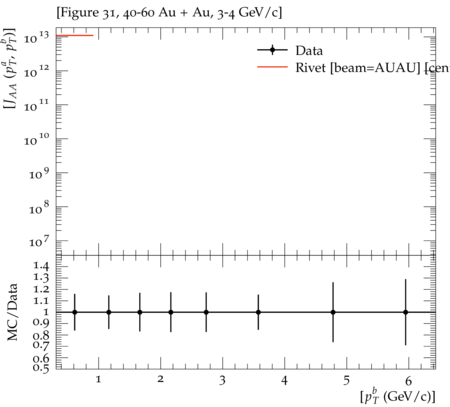 [Figure 31, 40-60 Au + Au, 3-4 GeV/c]
[J_AA (p_T^a, p_T^b)]
10^13
10^12
10^11
10^10
10^9
10^8
10^7
Data
Rivet [beam=AUAU] [cen
MC/Data
1.4
1.3
1.2
1.1
1
0.9
0.8
0.7
0.6
0.5
1 2 3 4 5 6
[p_T^b (GeV/c)]